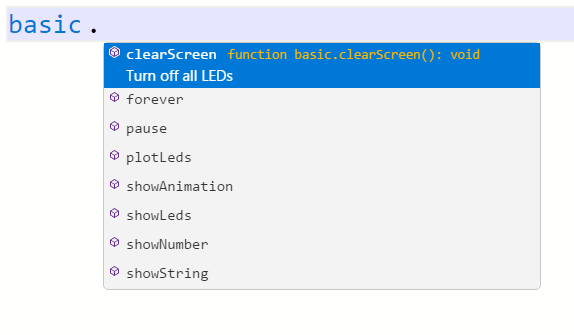 basic .
clearScreen function basic.clearScreen(): void
Turn off all LEDs
forever
pause
plotLeds
showAnimation
showLeds
showNumber
showString